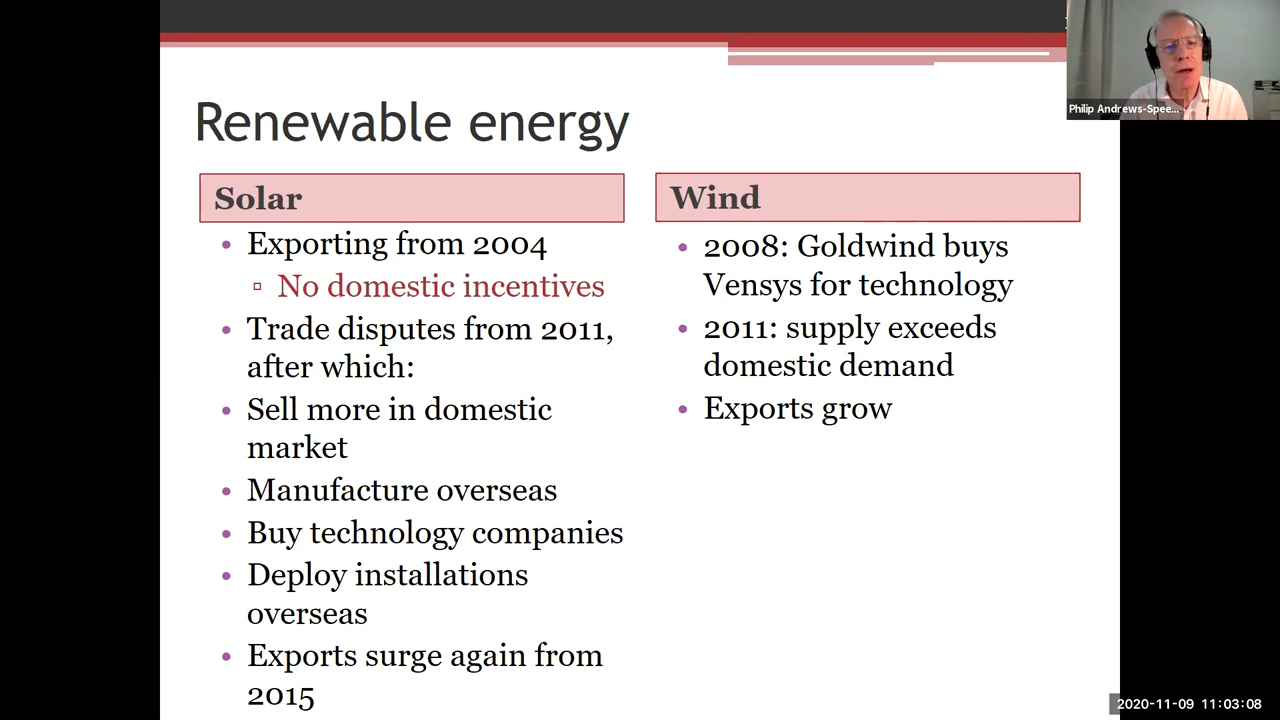 Renewable energy
Solar
Exporting from 2004
No domestic incentives
Trade disputes from 2011,
after which:
Sell more in domestic
market
Manufacture overseas
Buy technology companies
Deploy installations
overseas
Exports surge again from
2015
Wind
2008: Goldwind buys
Vensys for technology
2011: supply exceeds
domestic demand
Exports grow
Philip Andrews-Spee...
2020-11-09 11:03:08